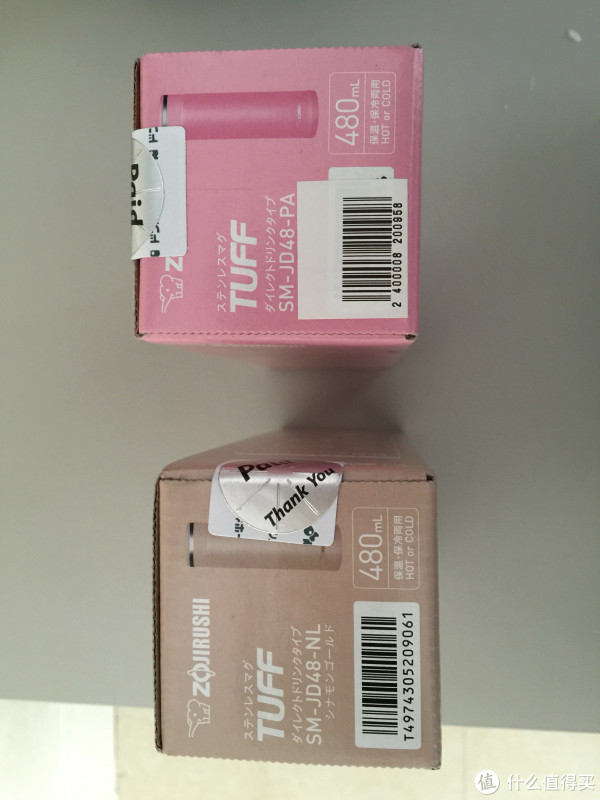 ステンレスマグ
TUFF
ダイレクトドリンクタイプ
SM-JD48-PA
480mL
保温・保冷両用
HOT or COLD
2 400008 200958
Paid
Thank You
ZOJIRUSHI
ステンレスマグ
TUFF
ダイレクトドリンクタイプ
SM-JD48-NL
シナモンゴールド
480mL
保温・保冷両用
HOT or COLD
T4974305209061
值 什么值得买